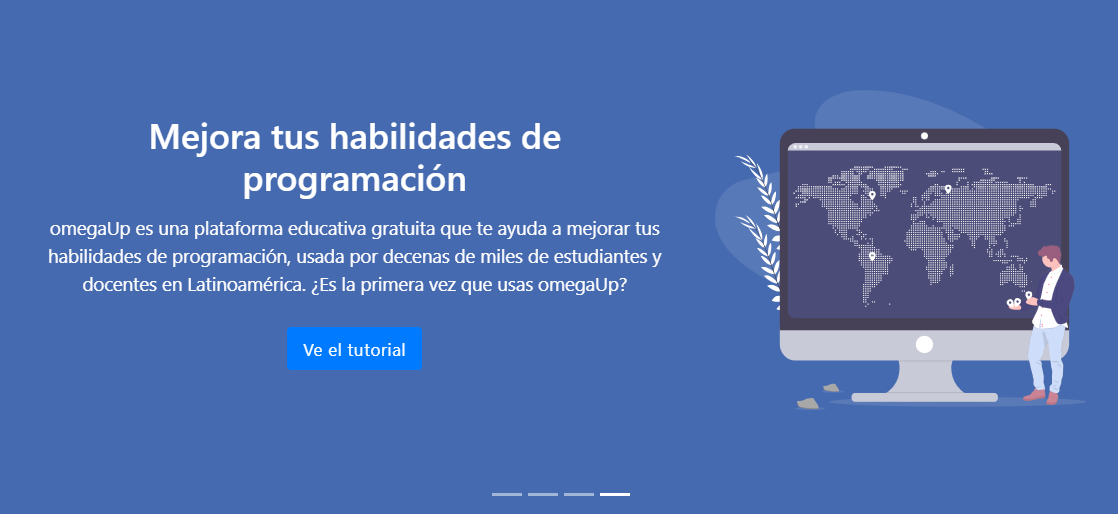 Mejora tus habilidades de
programación
omegaUp es una plataforma educativa gratuita que te ayuda a mejorar tus
habilidades de programación, usada por decenas de miles de estudiantes y
docentes en Latinoamérica. ¿Es la primera vez que usas omegaUp?
Ve el tutorial